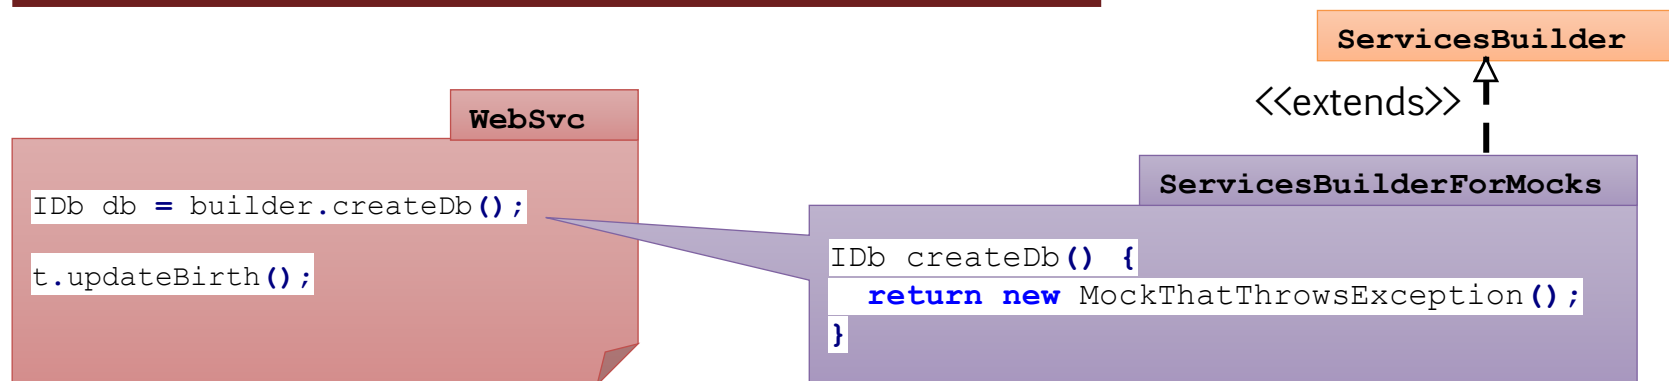 ServicesBuilder
<<extends>>
WebSvc
IDb db = builder.createDb();
t.updateBirth();
ServicesBuilderForMocks
IDb createDb() {
return new MockThatThrowsException();
}